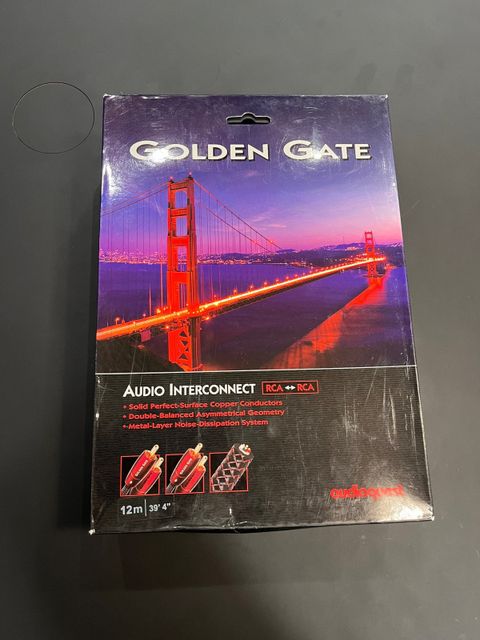 GOLDEN GATE
AUDIO INTERCONNECT RCA ↔ RCA
• Solid Perfect-Surface Copper Conductors
• Double-Balanced Asymmetrical Geometry
• Metal-Layer Noise-Dissipation System
audioquest
12m | 39' 4"